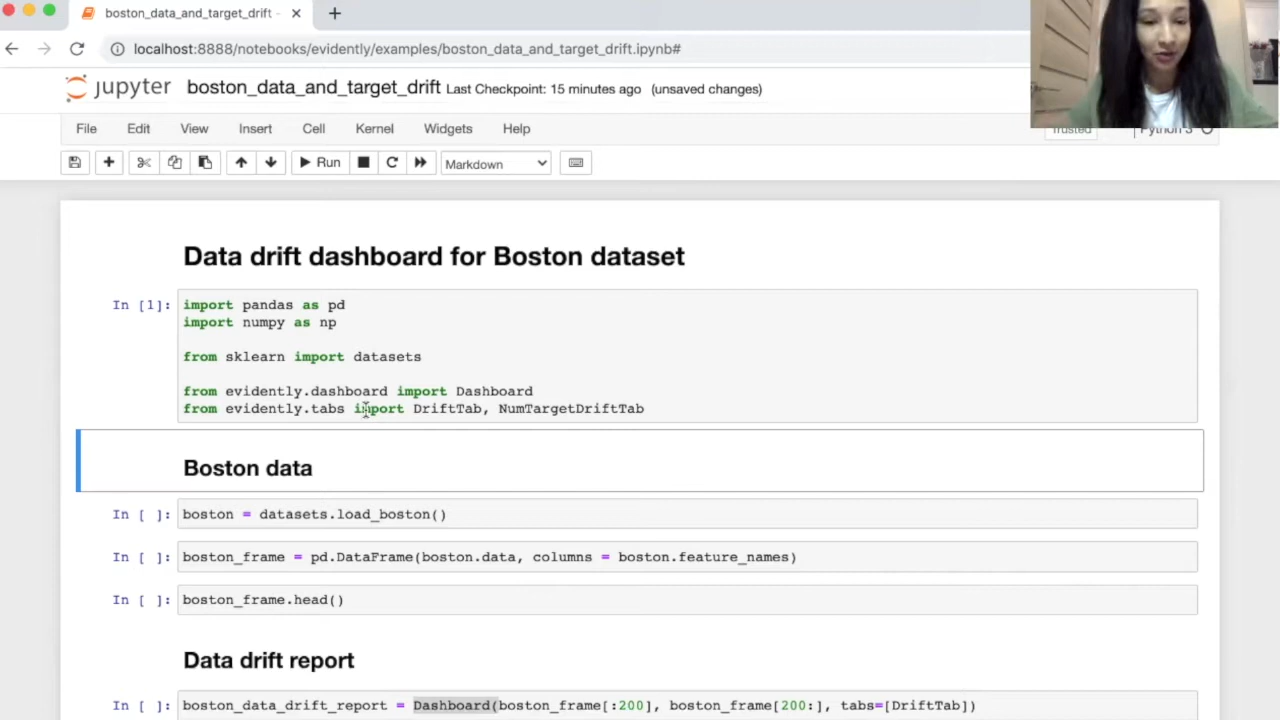 boston_data_and_target_drift -
localhost:8888/notebooks/evidently/examples/boston_data_and_target_drift.ipynb#
jupyter boston_data_and_target_drift Last Checkpoint: 15 minutes ago (unsaved changes)
File Edit View Insert Cell Kernel Widgets Help Trusted Python 3
Run Markdown
Data drift dashboard for Boston dataset
In [1]: import pandas as pd
import numpy as np
from sklearn import datasets
from evidently.dashboard import Dashboard
from evidently.tabs import DriftTab, NumTargetDriftTab
Boston data
In [ ]: boston = datasets.load_boston()
In [ ]: boston_frame = pd.DataFrame(boston.data, columns = boston.feature_names)
In [ ]: boston_frame.head()
Data drift report
In [ ]: boston_data_drift_report = Dashboard(boston_frame[:200], boston_frame[200:], tabs=[DriftTab])